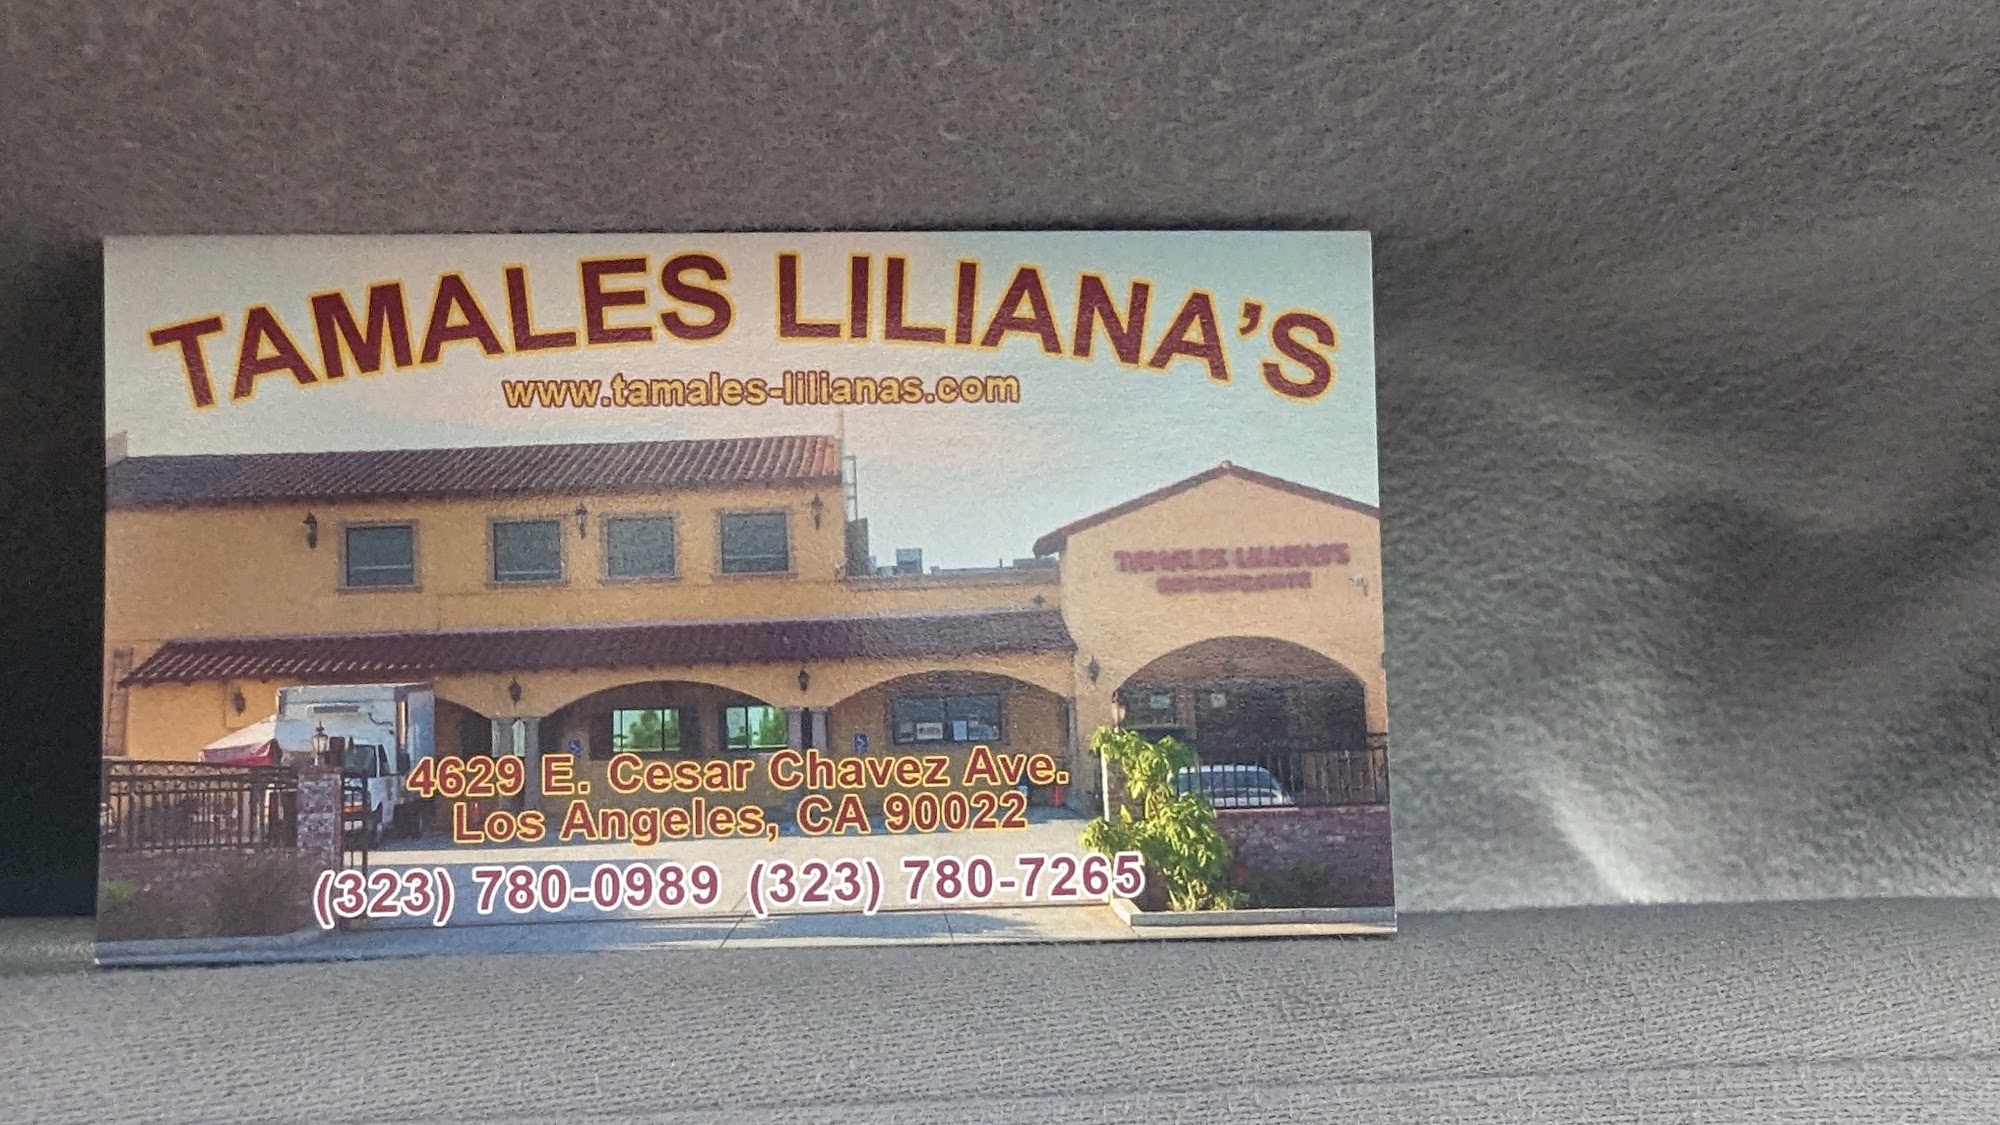 TAMALES LILIANA'S
www.tamales-lilianas.com
TAMALES LILIANA'S
4629 E. Cesar Chavez Ave.
Los Angeles, CA 90022
(323) 780-0989 (323) 780-7265